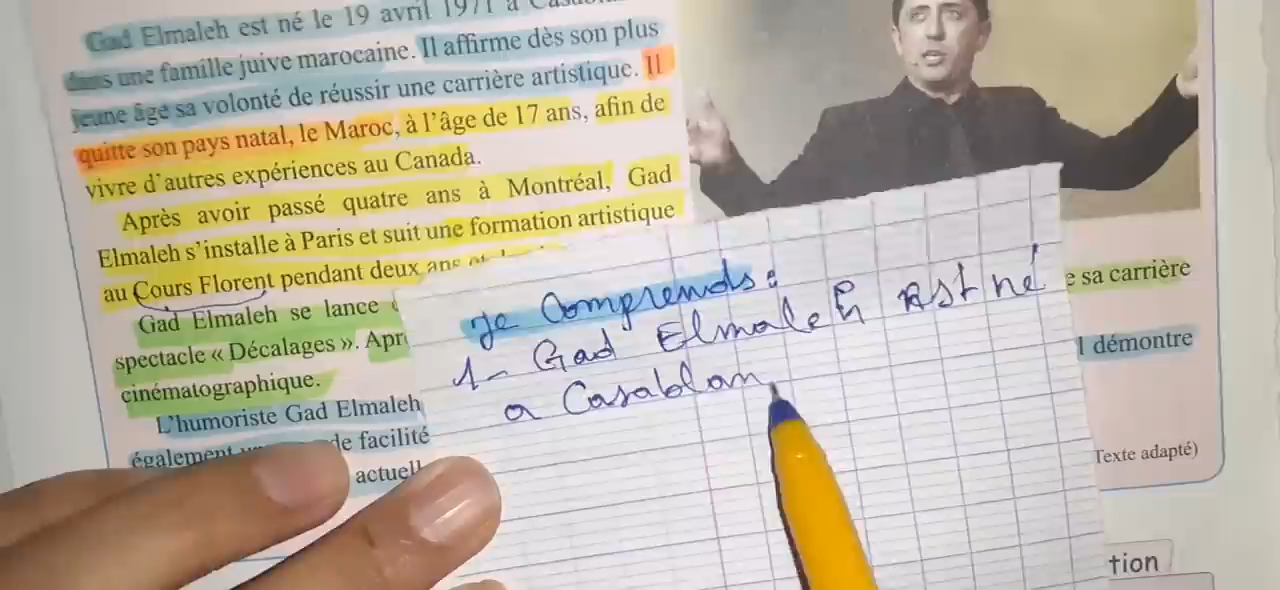 Gad Elmaleh est né le 19 avril 1971 à
dans une famille juive marocaine. Il affirme dès son plus
jeune âge sa volonté de réussir une carrière artistique. Il
quitte son pays natal, le Maroc, à l'âge de 17 ans, afin de
vivre d'autres expériences au Canada.
Après avoir passé quatre ans à Montréal, Gad
Elmaleh s'installe à Paris et suit une formation artistique
au Cours Florent pendant deux ans
Gad Elmaleh se lance
e sa carrière
spectacle « Décalages ». Apr
cinématographique.
L'humoriste Gad Elmaleh
l démontre
également de facilité
actuell
Texte adapté)
je comprends :
1- Gad Elmaleh est né
a Casablan
tion